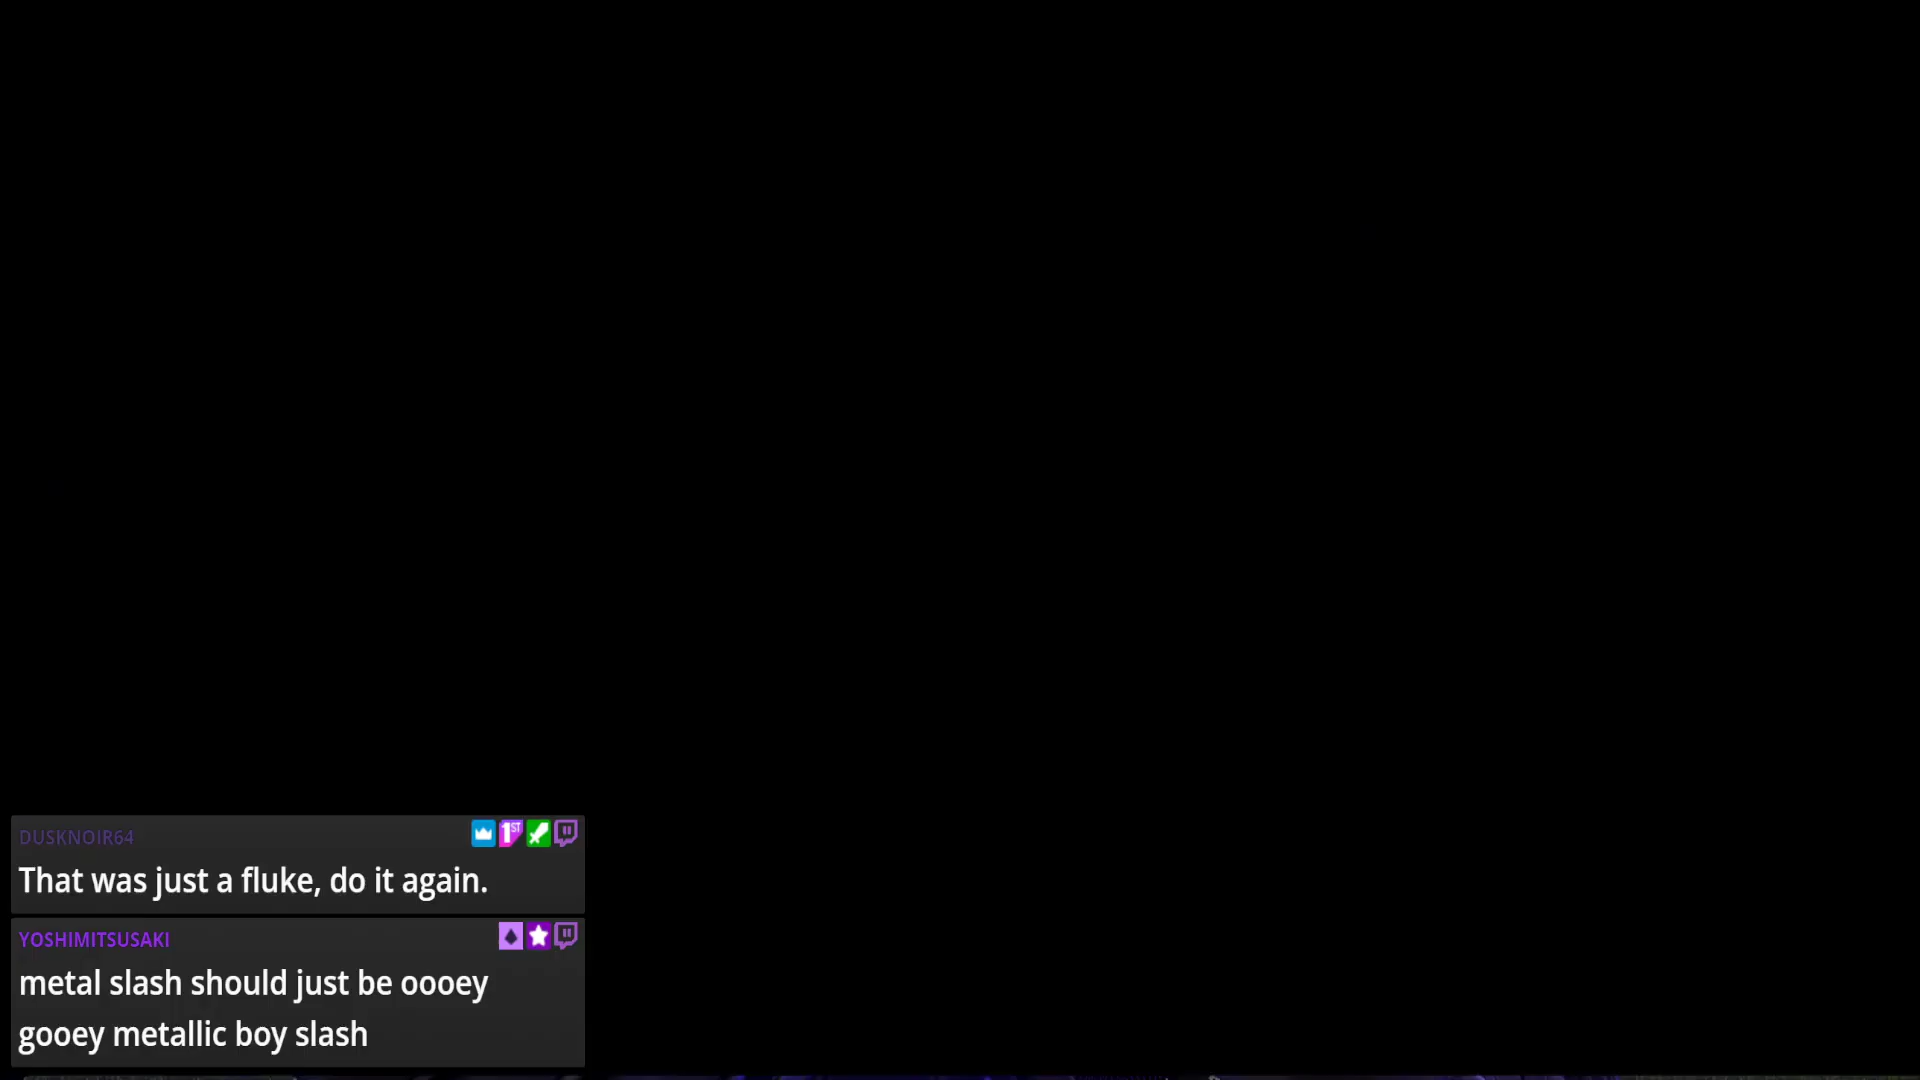 DUSKNOIR64
1ST
That was just a fluke, do it again.
YOSHIMITSUSAKI
metal slash should just be oooey
gooey metallic boy slash